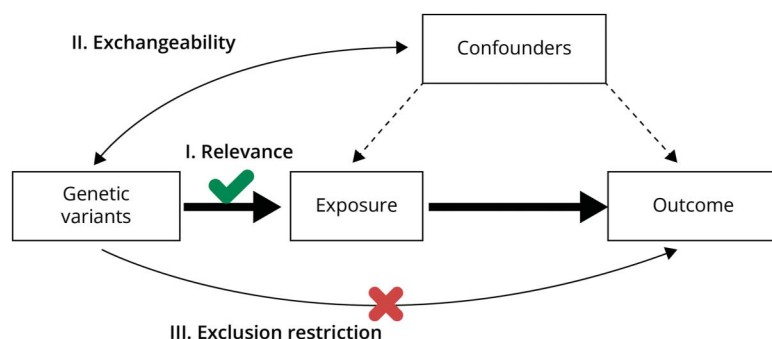 II. Exchangeability
Confounders
I. Relevance
Genetic
variants
Exposure
Outcome
III. Exclusion restriction